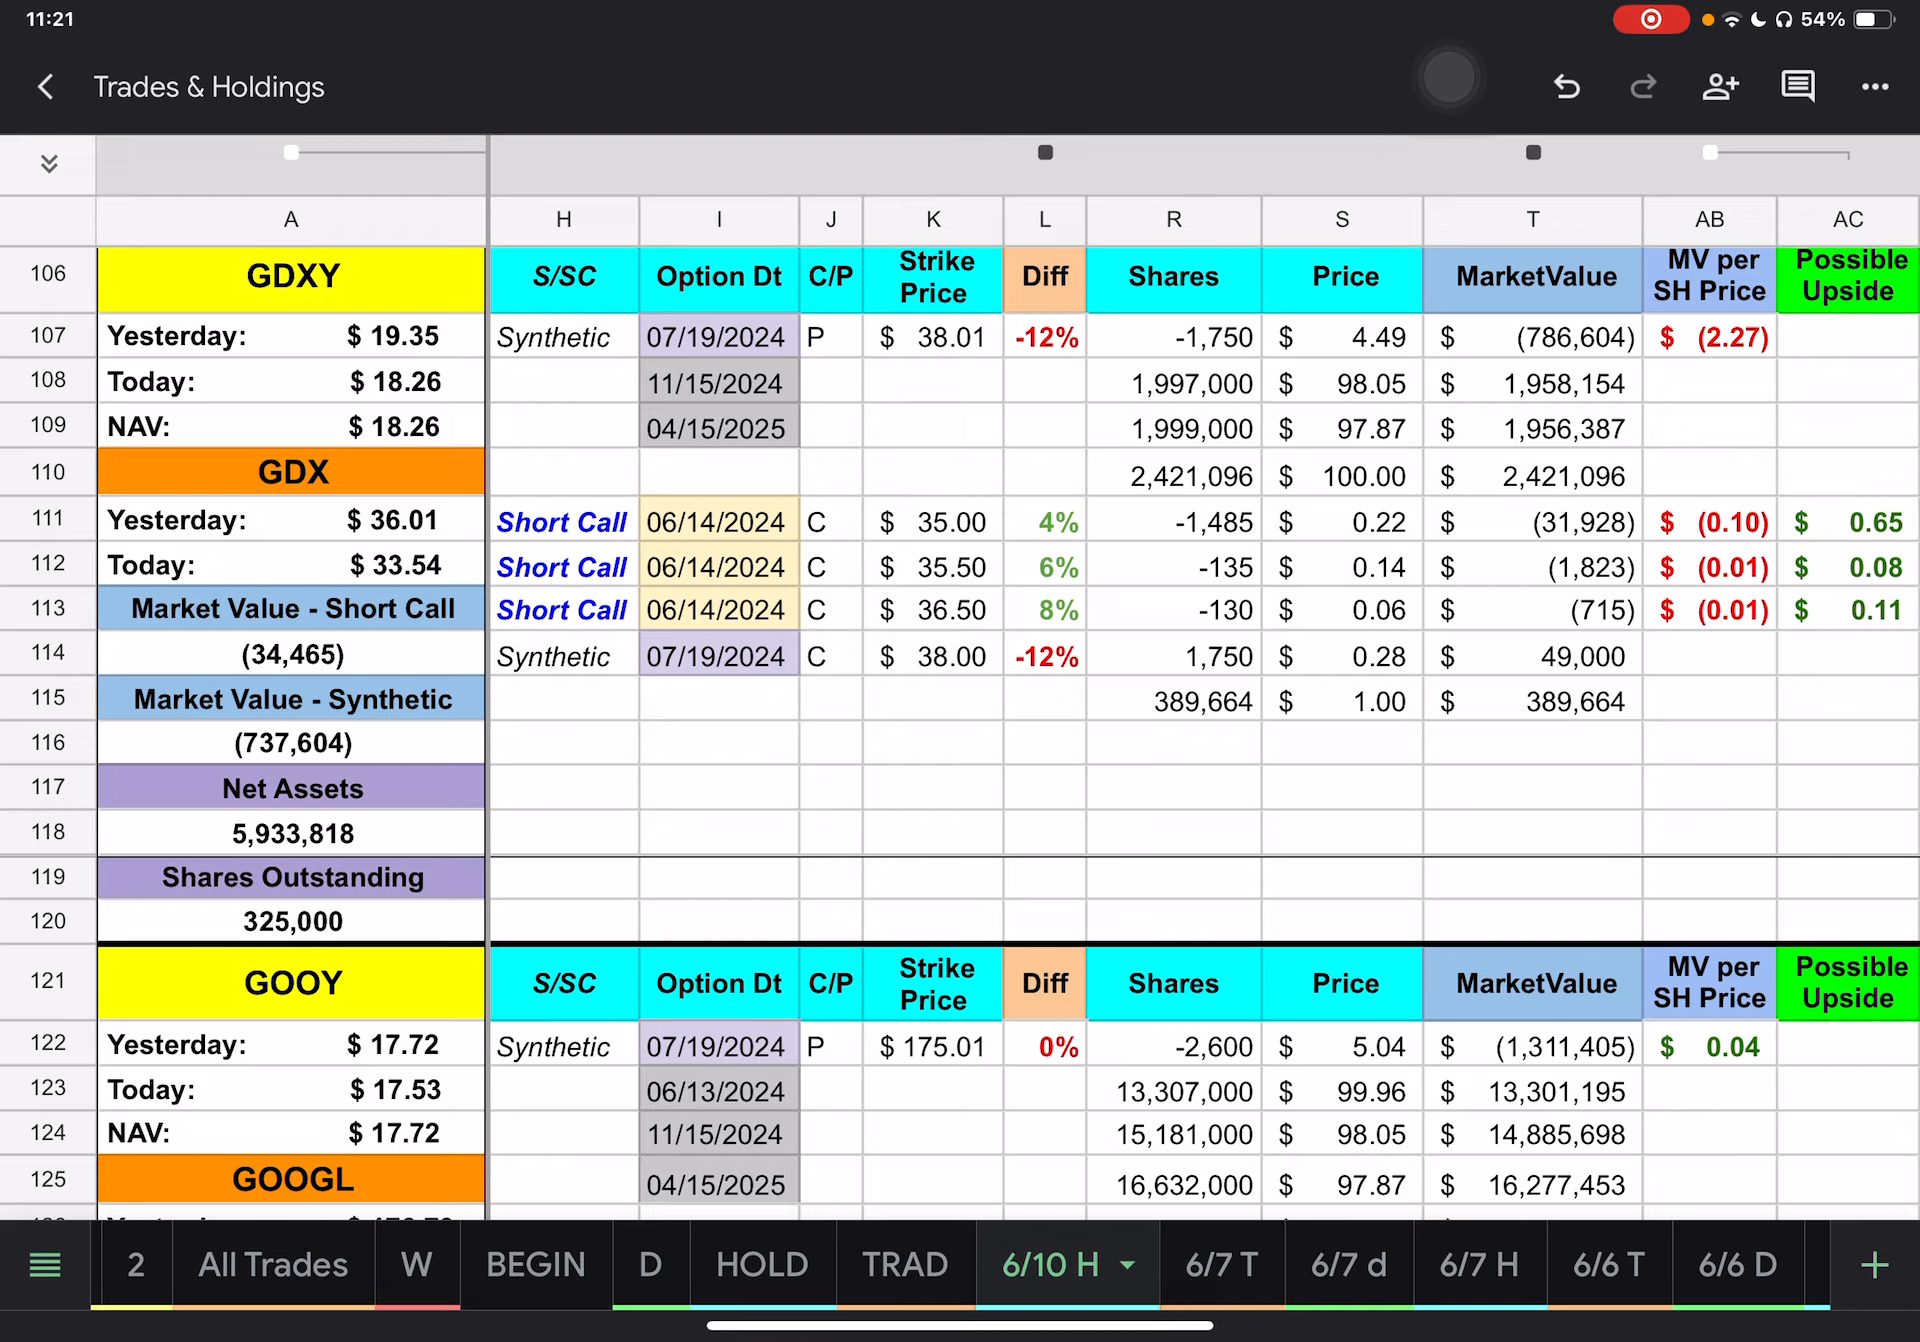 11:21
54%
Trades & Holdings
A H I J K L R S T AB AC
106 GDXY S/SC Option Dt C/P Strike Price Diff Shares Price MarketValue MV per SH Price Possible Upside
107 Yesterday: $ 19.35 Synthetic 07/19/2024 P $ 38.01 -12% -1,750 $ 4.49 $ (786,604) $ (2.27)
108 Today: $ 18.26 11/15/2024 1,997,000 $ 98.05 $ 1,958,154
109 NAV: $ 18.26 04/15/2025 1,999,000 $ 97.87 $ 1,956,387
110 GDX 2,421,096 $ 100.00 $ 2,421,096
111 Yesterday: $ 36.01 Short Call 06/14/2024 C $ 35.00 4% -1,485 $ 0.22 $ (31,928) $ (0.10) $ 0.65
112 Today: $ 33.54 Short Call 06/14/2024 C $ 35.50 6% -135 $ 0.14 $ (1,823) $ (0.01) $ 0.08
113 Market Value - Short Call Short Call 06/14/2024 C $ 36.50 8% -130 $ 0.06 $ (715) $ (0.01) $ 0.11
114 (34,465) Synthetic 07/19/2024 C $ 38.00 -12% 1,750 $ 0.28 $ 49,000
115 Market Value - Synthetic 389,664 $ 1.00 $ 389,664
116 (737,604)
117 Net Assets
118 5,933,818
119 Shares Outstanding
120 325,000
121 GOOY S/SC Option Dt C/P Strike Price Diff Shares Price MarketValue MV per SH Price Possible Upside
122 Yesterday: $ 17.72 Synthetic 07/19/2024 P $ 175.01 0% -2,600 $ 5.04 $ (1,311,405) $ 0.04
123 Today: $ 17.53 06/13/2024 13,307,000 $ 99.96 $ 13,301,195
124 NAV: $ 17.72 11/15/2024 15,181,000 $ 98.05 $ 14,885,698
125 GOOGL 04/15/2025 16,632,000 $ 97.87 $ 16,277,453
2 All Trades W BEGIN D HOLD TRAD 6/10 H 6/7 T 6/7 d 6/7 H 6/6 T 6/6 D